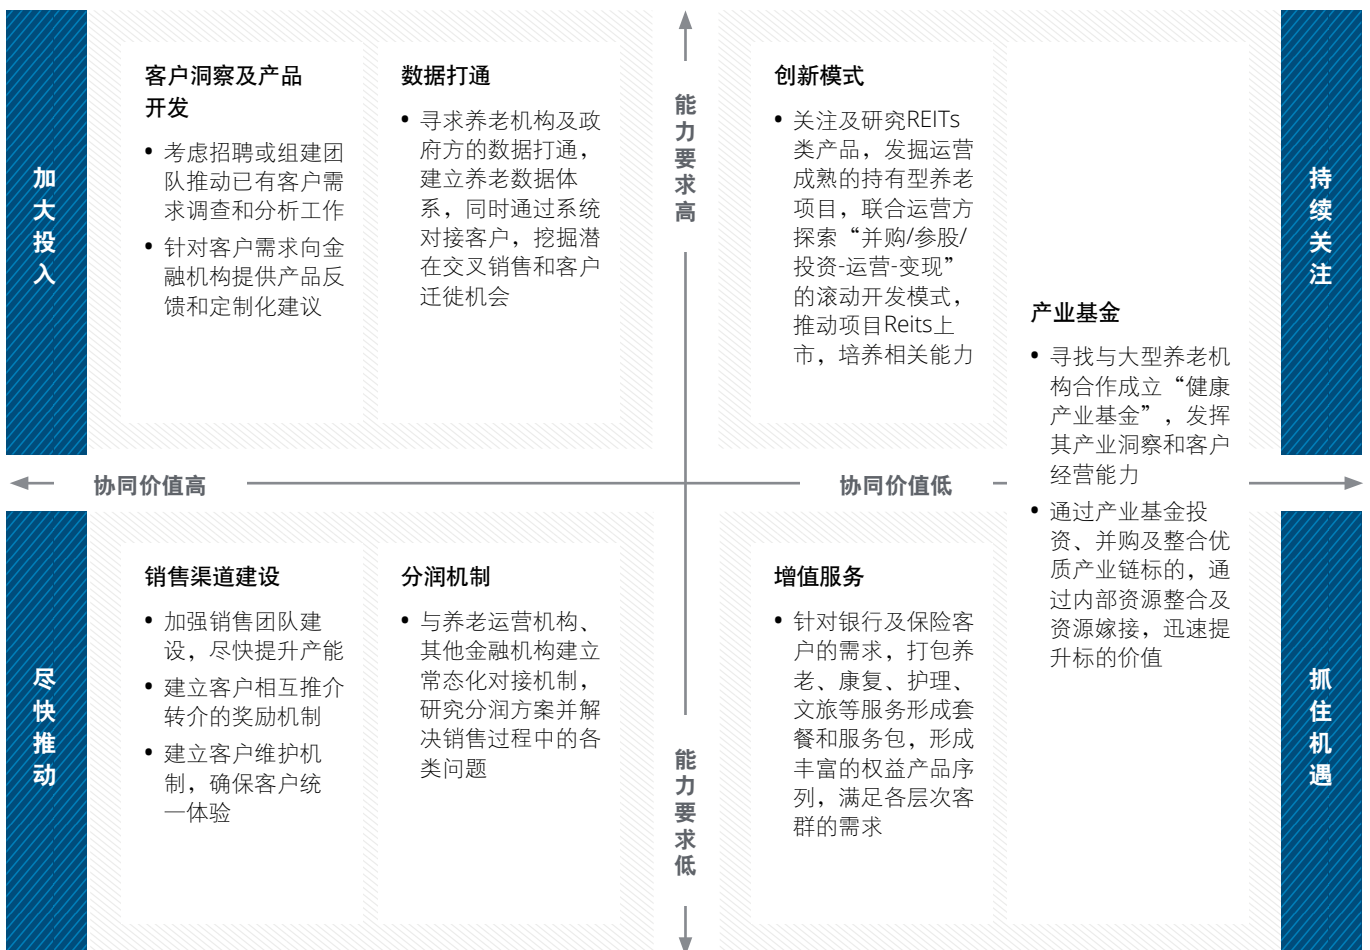 加大投入
客户洞察及产品
开发
• 考虑招聘或组建团
队推动已有客户需
求调查和分析工作
• 针对客户需求向金
融机构提供产品反
馈和定制化建议
数据打通
• 寻求养老机构及政
府方的数据打通，
建立养老数据体
系，同时通过系统
对接客户，挖掘潜
在交叉销售和客户
迁徙机会
能力要求高
创新模式
• 关注及研究REITs
类产品，发掘运营
成熟的持有型养老
项目，联合运营方
探索“并购/参股/
投资-运营-变现”
的滚动开发模式，
推动项目Reits上
市，培养相关能力
产业基金
• 寻找与大型养老机
构合作成立“健康
产业基金”，发挥
其产业洞察和客户
经营能力
• 通过产业基金投
资、并购及整合优
质产业链标的，通
过内部资源整合及
资源嫁接，迅速提
升标的价值
持续关注
协同价值高
协同价值低
尽快推动
销售渠道建设
• 加强销售团队建
设，尽快提升产能
• 建立客户相互推介
转介的奖励机制
• 建立客户维护机
制，确保客户统
一体验
分润机制
• 与养老运营机构、
其他金融机构建立
常态化对接机制，
研究分润方案并解
决销售过程中的各
类问题
能力要求低
增值服务
• 针对银行及保险客
户的需求，打包养
老、康复、护理、
文旅等服务形成套
餐和服务包，形成
丰富的权益产品序
列，满足各层次客
群的需求
抓住机遇